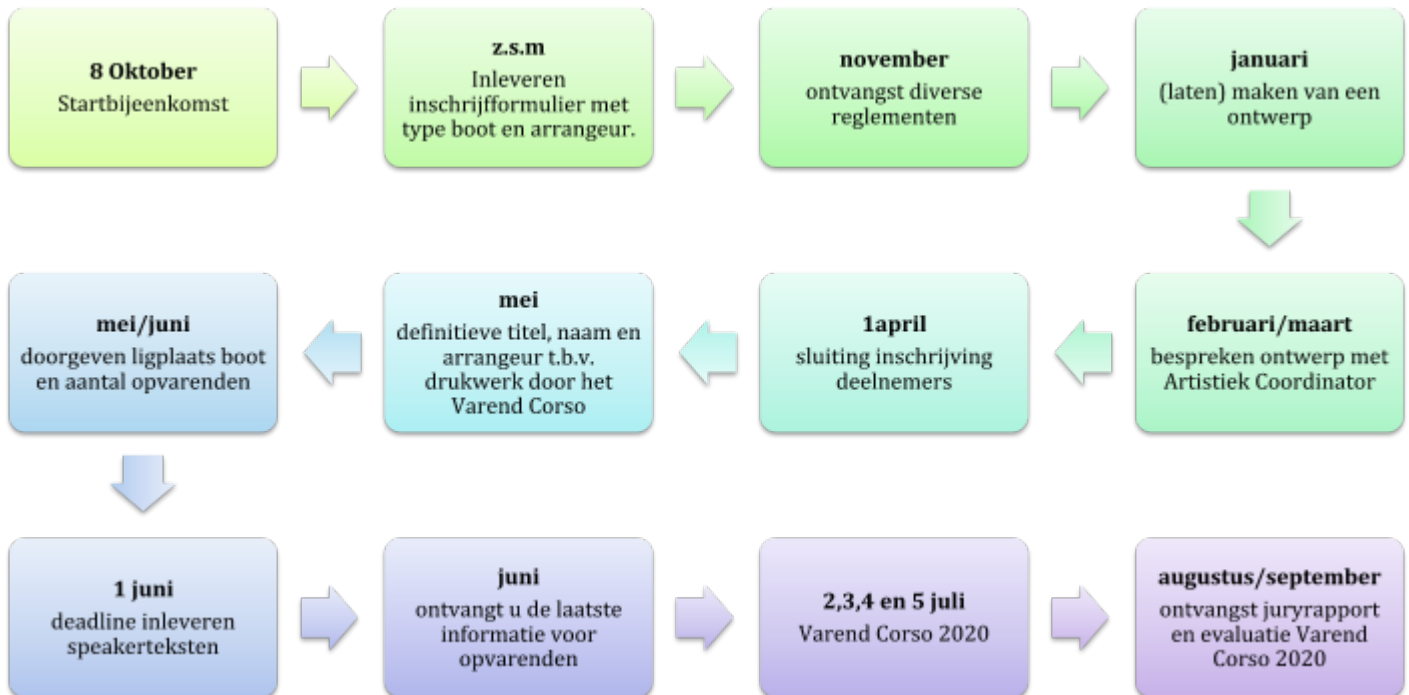 8 Oktober
Startbijeenkomst
z.s.m
Inleveren
inschrijfformulier met
type boot en arrangeur.
november
ontvangst diverse
reglementen
januari
(laten) maken van een
ontwerp
februari/maart
bespreken ontwerp met
Artistiek Coordinator
1april
sluiting inschrijving
deelnemers
mei
definitieve titel, naam en
arrangeur t.b.v.
drukwerk door het
Varend Corso
mei/juni
doorgeven ligplaats boot
en aantal opvarenden
1 juni
deadline inleveren
speakerteksten
juni
ontvangt u de laatste
informatie voor
opvarenden
2,3,4 en 5 juli
Varend Corso 2020
augustus/september
ontvangst juryrapport
en evaluatie Varend
Corso 2020